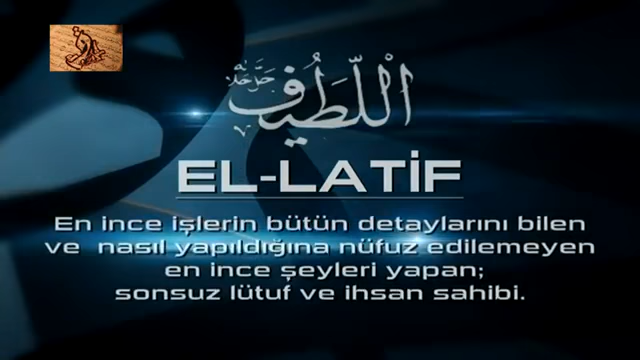 اللَّطِيفُ جَلَّ جَلَالُهُ
EL-LATİF
En ince işlerin bütün detaylarını bilen
ve nasıl yapıldığına nüfuz edilemeyen
en ince şeyleri yapan;
sonsuz lütuf ve ihsan sahibi.